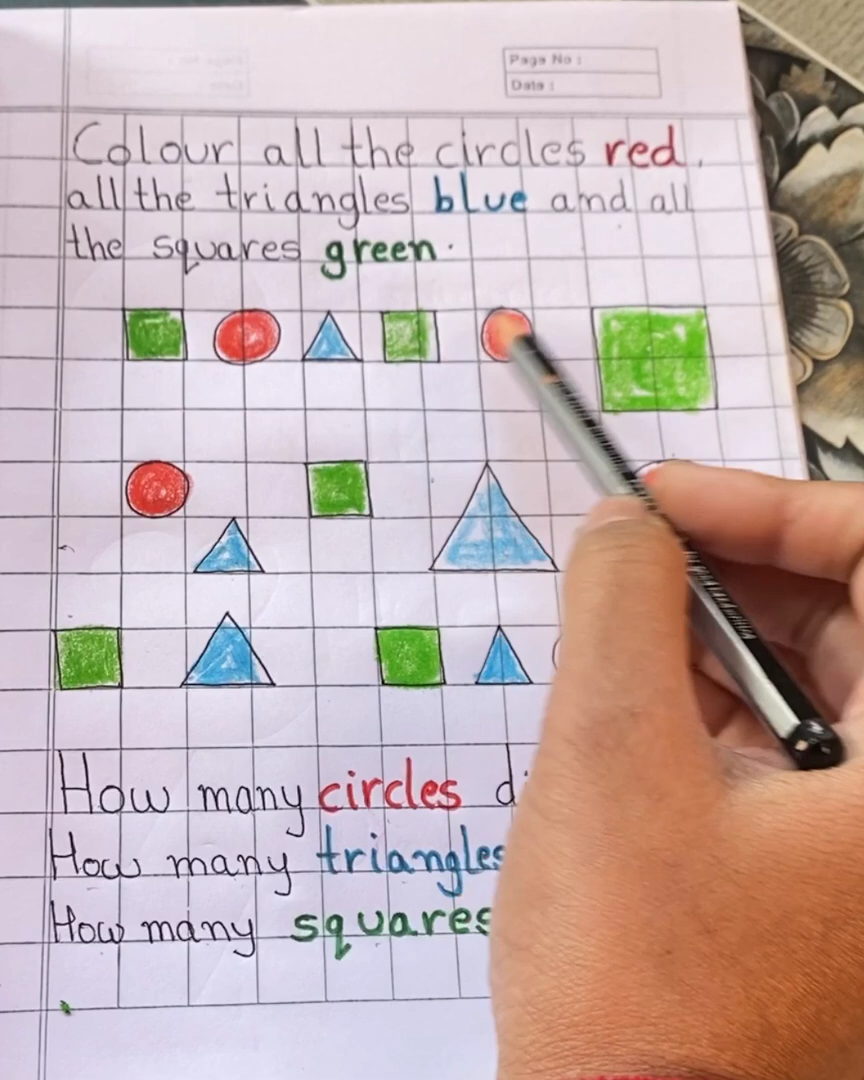 Page No :
Date :
Colour all the circles red,
all the triangles blue and all
the squares green.
How many circles
How many triangles
How many squares